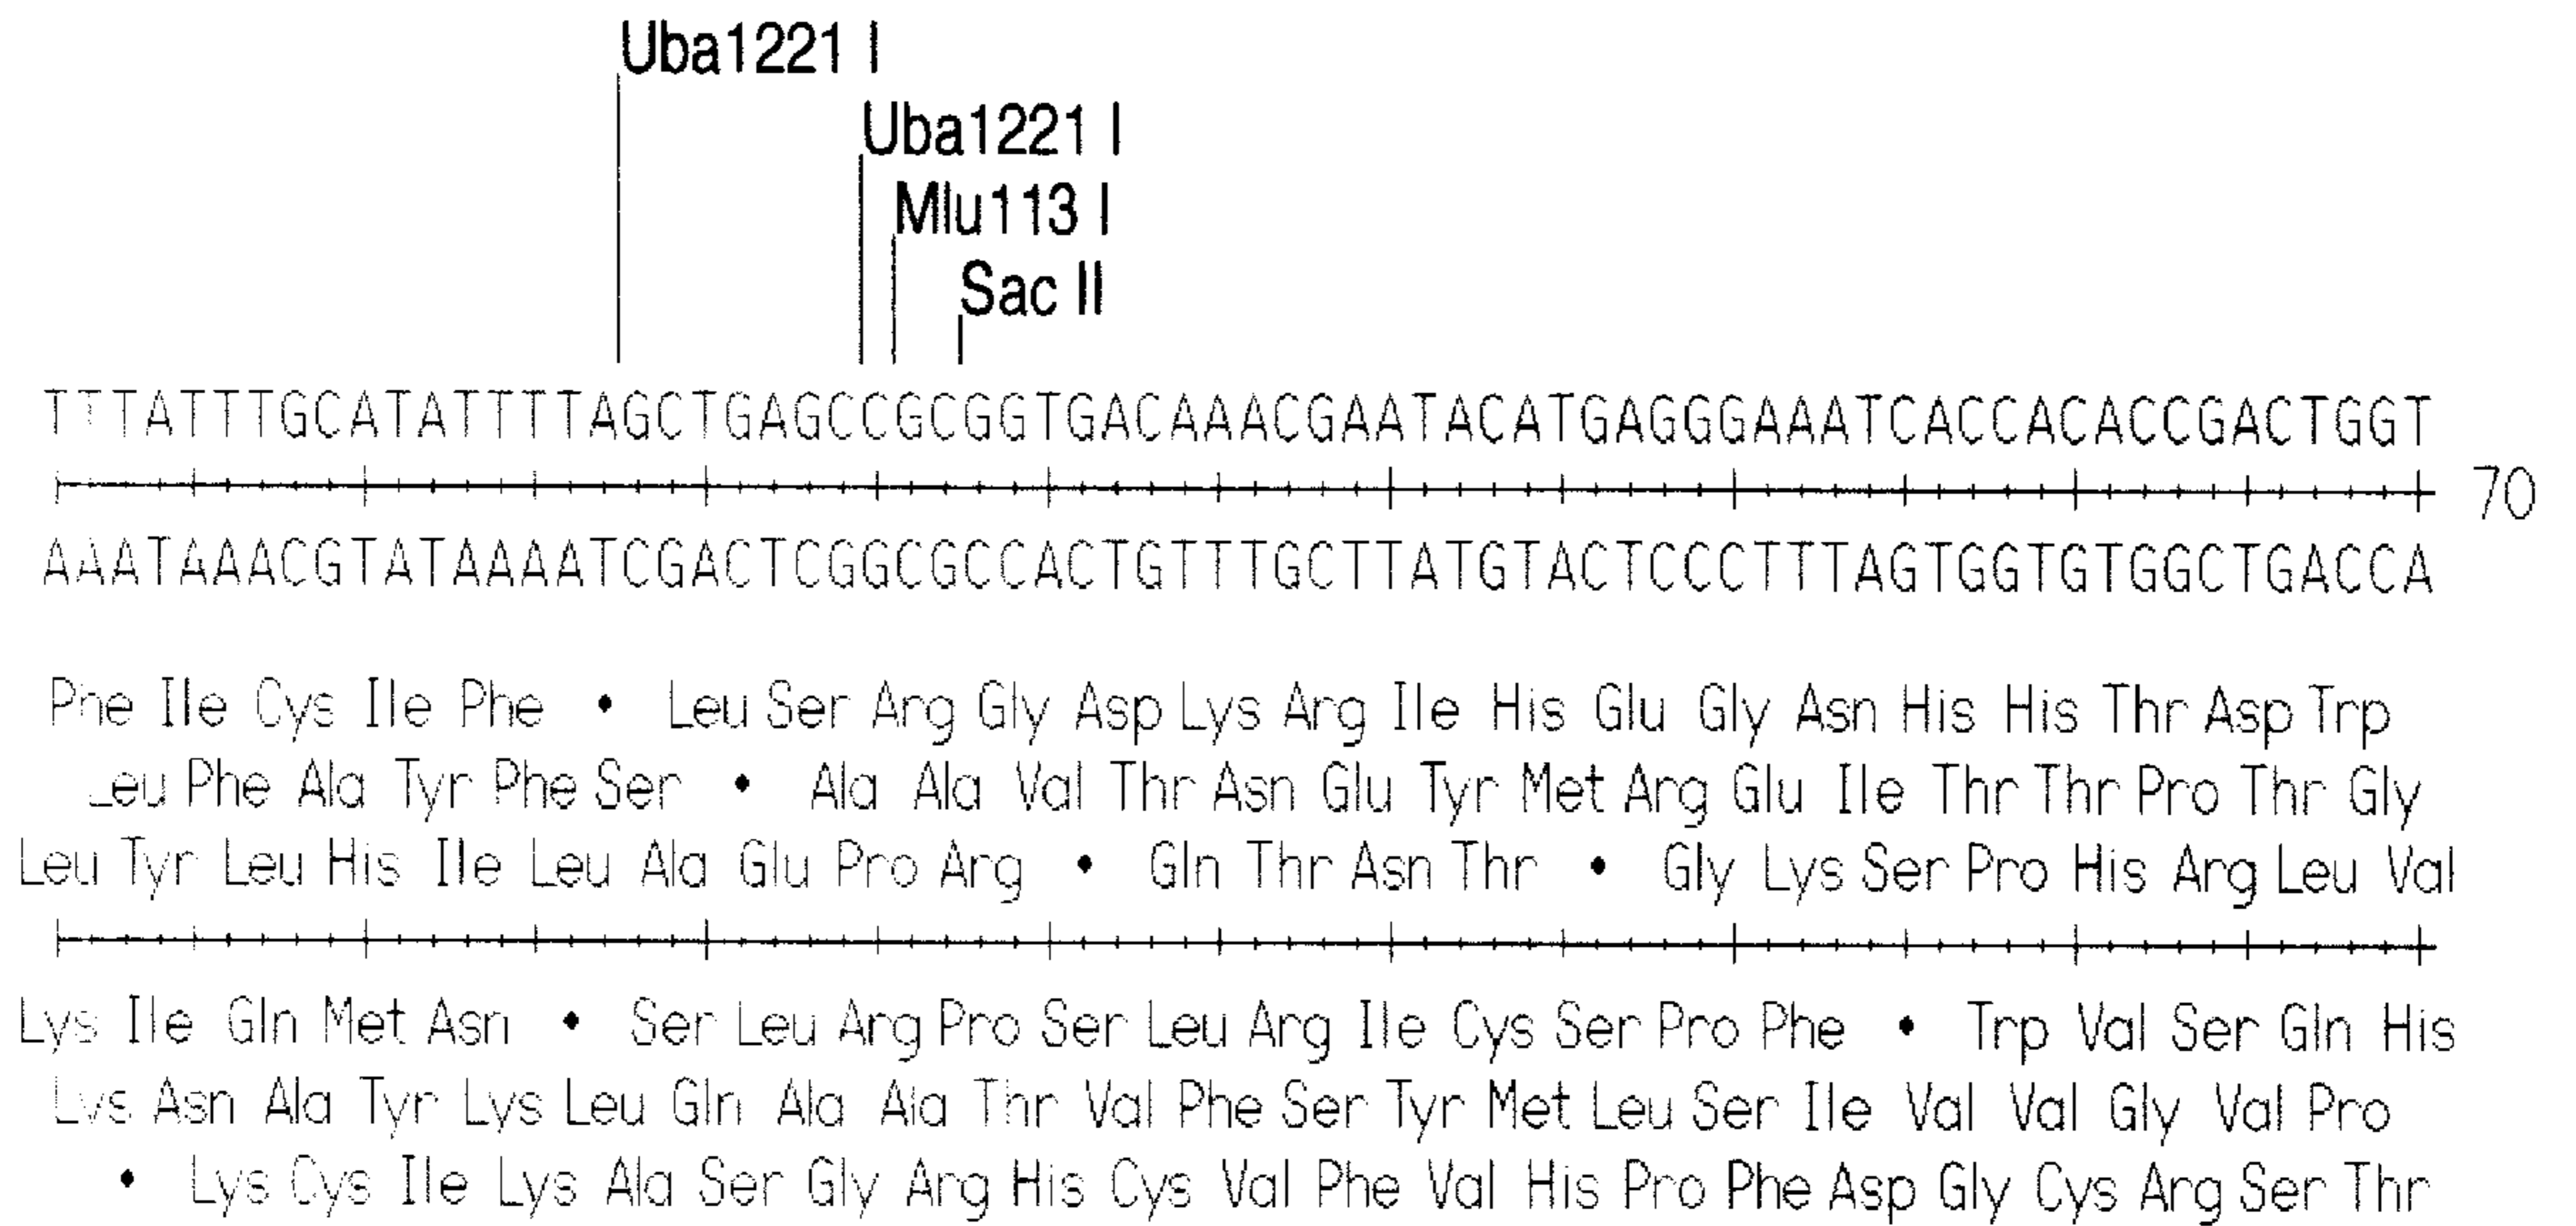 Uba1221 I
Uba1221 I
Mlu113 I
Sac II
TTTATTTGCATATTTTAGCTGAGCCGCGGTGACAAACGAATACATGAGGGAAATCACCACACCGACTGGT
70
AAATAAACGTATAAAATCGACTCGGCGCCACTGTTTGCTTATGTACTCCCTTTAGTGGTGTGGCTGACCA
Phe Ile Cys Ile Phe • Leu Ser Arg Gly Asp Lys Arg Ile His Glu Gly Asn His His Thr Asp Trp
Leu Phe Ala Tyr Phe Ser • Ala Ala Val Thr Asn Glu Tyr Met Arg Glu Ile Thr Thr Pro Thr Gly
Leu Tyr Leu His Ile Leu Ala Glu Pro Arg • Gln Thr Asn Thr • Gly Lys Ser Pro His Arg Leu Val
Lys Ile Gln Met Asn • Ser Leu Arg Pro Ser Leu Arg Ile Cys Ser Pro Phe • Trp Val Ser Gln His
Lys Asn Ala Tyr Lys Leu Gln Ala Ala Thr Val Phe Ser Tyr Met Leu Ser Ile Val Val Gly Val Pro
• Lys Cys Ile Lys Ala Ser Gly Arg His Cys Val Phe Val His Pro Phe Asp Gly Cys Arg Ser Thr